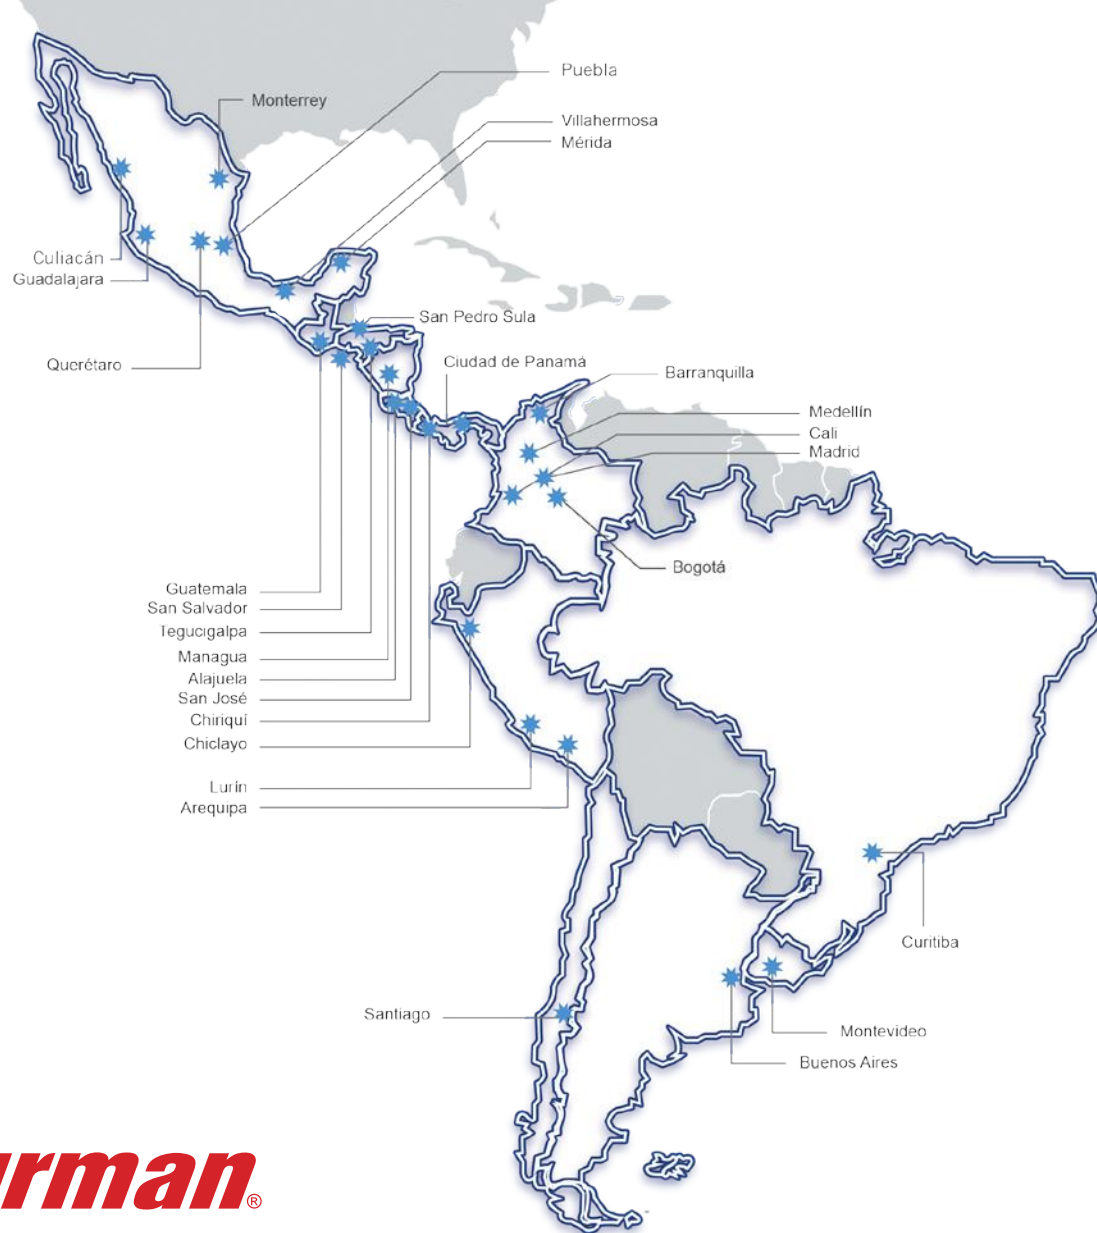 Puebla
Monterrey
Villahermosa
Mérida
Culiacán
Guadalajara
San Pedro Sula
Querétaro
Ciudad de Panamá
Barranquilla
Medellín
Cali
Madrid
Bogotá
Guatemala
San Salvador
Tegucigalpa
Managua
Alajuela
San José
Chiriquí
Chiclayo
Lurín
Arequipa
Curitiba
Santiago
Montevideo
Buenos Aires
urman®